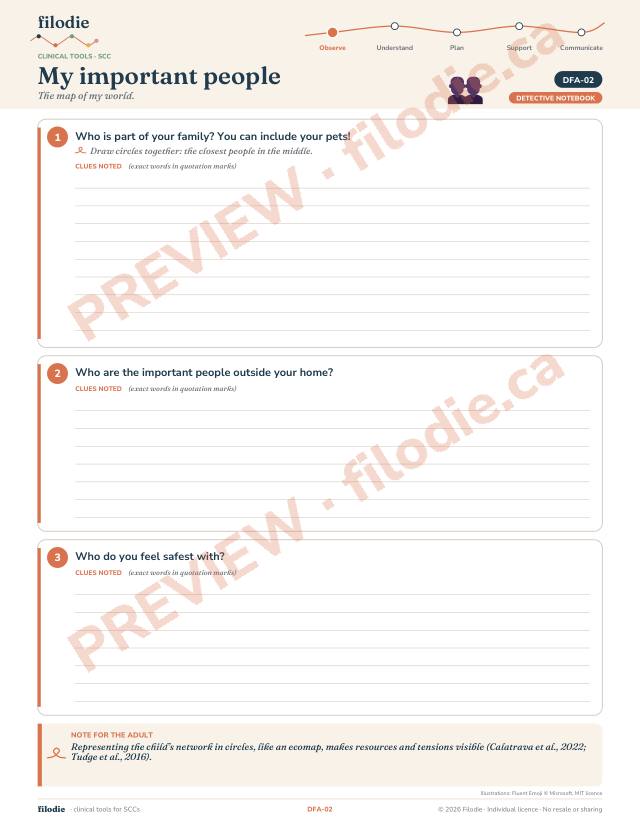 filodie
CLINICAL TOOLS · SCC
Observe Understand Plan Support Communicate
My important people
The map of my world.
DFA-02
DETECTIVE NOTEBOOK
1 Who is part of your family? You can include your pets!
Draw circles together: the closest people in the middle.
CLUES NOTED (exact words in quotation marks)
PREVIEW · filodie.ca
2 Who are the important people outside your home?
CLUES NOTED (exact words in quotation marks)
3 Who do you feel safest with?
CLUES NOTED (exact words in quotation marks)
PREVIEW · filodie.ca
NOTE FOR THE ADULT
Representing the child's network in circles, like an ecomap, makes resources and tensions visible (Calatrava et al., 2022;
Tudge et al., 2016).
Illustrations: Fluent Emoji © Microsoft, MIT licence
filodie · clinical tools for SCCs
DFA-02
© 2026 Filodie · Individual licence · No resale or sharing